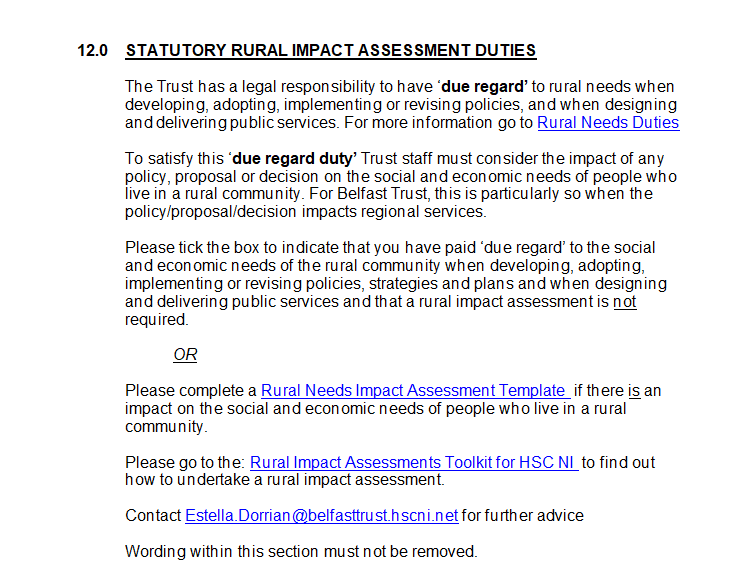 12.0 STATUTORY RURAL IMPACT ASSESSMENT DUTIES
The Trust has a legal responsibility to have ‘due regard’ to rural needs when
developing, adopting, implementing or revising policies, and when designing
and delivering public services. For more information go to Rural Needs Duties
To satisfy this ‘due regard duty’ Trust staff must consider the impact of any
policy, proposal or decision on the social and economic needs of people who
live in a rural community. For Belfast Trust, this is particularly so when the
policy/proposal/decision impacts regional services.
Please tick the box to indicate that you have paid ‘due regard’ to the social
and economic needs of the rural community when developing, adopting,
implementing or revising policies, strategies and plans and when designing
and delivering public services and that a rural impact assessment is not
required.
OR
Please complete a Rural Needs Impact Assessment Template if there is an
impact on the social and economic needs of people who live in a rural
community.
Please go to the: Rural Impact Assessments Toolkit for HSC NI to find out
how to undertake a rural impact assessment.
Contact Estella.Dorrian@belfasttrust.hscni.net for further advice
Wording within this section must not be removed.